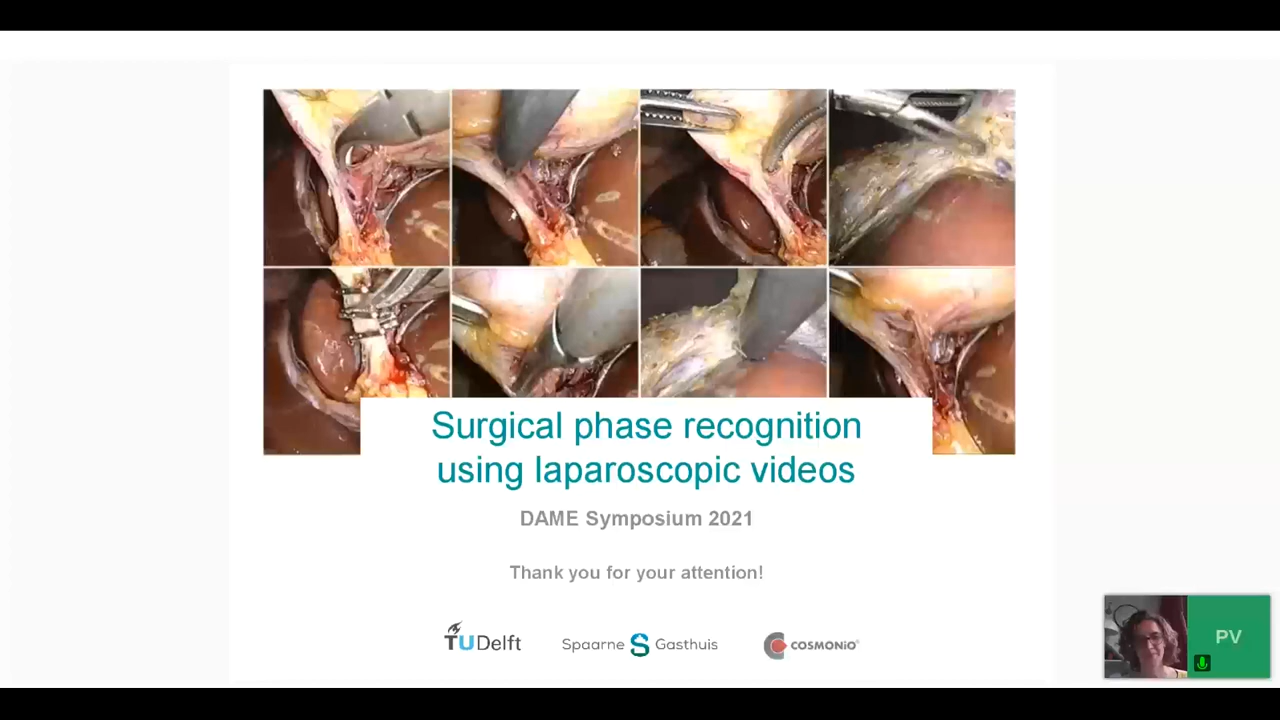 Surgical phase recognition
using laparoscopic videos
DAME Symposium 2021
Thank you for your attention!
TUDelft
Spaarne Gasthuis
COSMONiO
PV